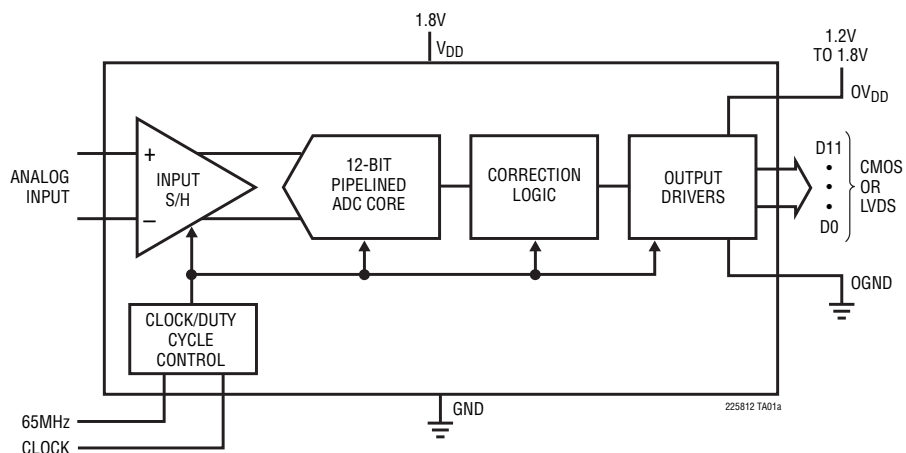 1.8V
VDD
1.2V
TO 1.8V
OVDD
ANALOG
INPUT
+
–
INPUT
S/H
12-BIT
PIPELINED
ADC CORE
CORRECTION
LOGIC
OUTPUT
DRIVERS
D11
•
•
•
D0
CMOS
OR
LVDS
OGND
CLOCK/DUTY
CYCLE
CONTROL
GND
225812 TA01a
65MHz
CLOCK